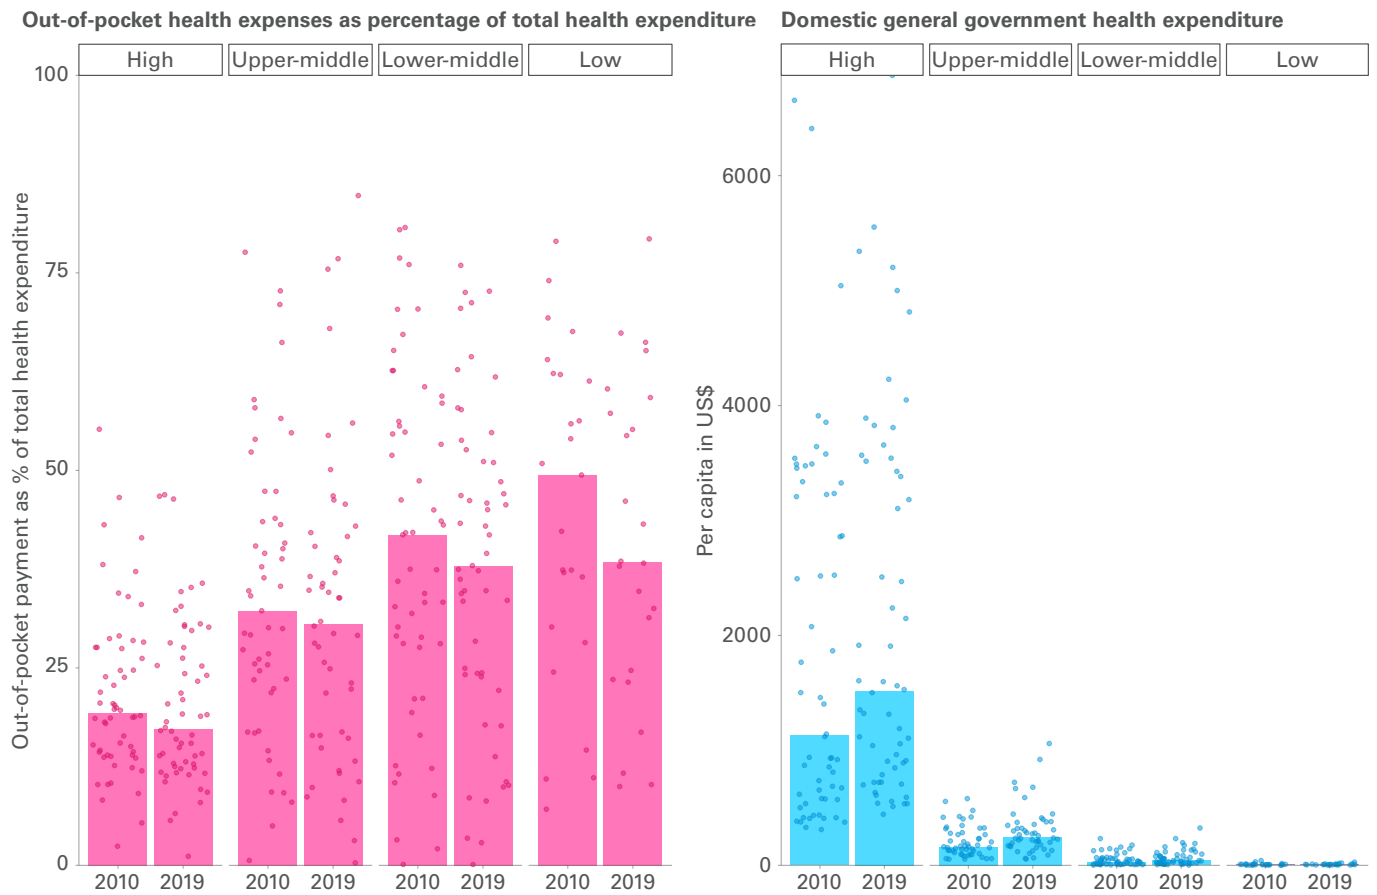 Out-of-pocket health expenses as percentage of total health expenditure
High
Upper-middle
Lower-middle
Low
Out-of-pocket payment as % of total health expenditure
100
75
50
25
0
2010
2019
2010
2019
2010
2019
2010
2019
Domestic general government health expenditure
High
Upper-middle
Lower-middle
Low
Per capita in US$
6000
4000
2000
0
2010
2019
2010
2019
2010
2019
2010
2019